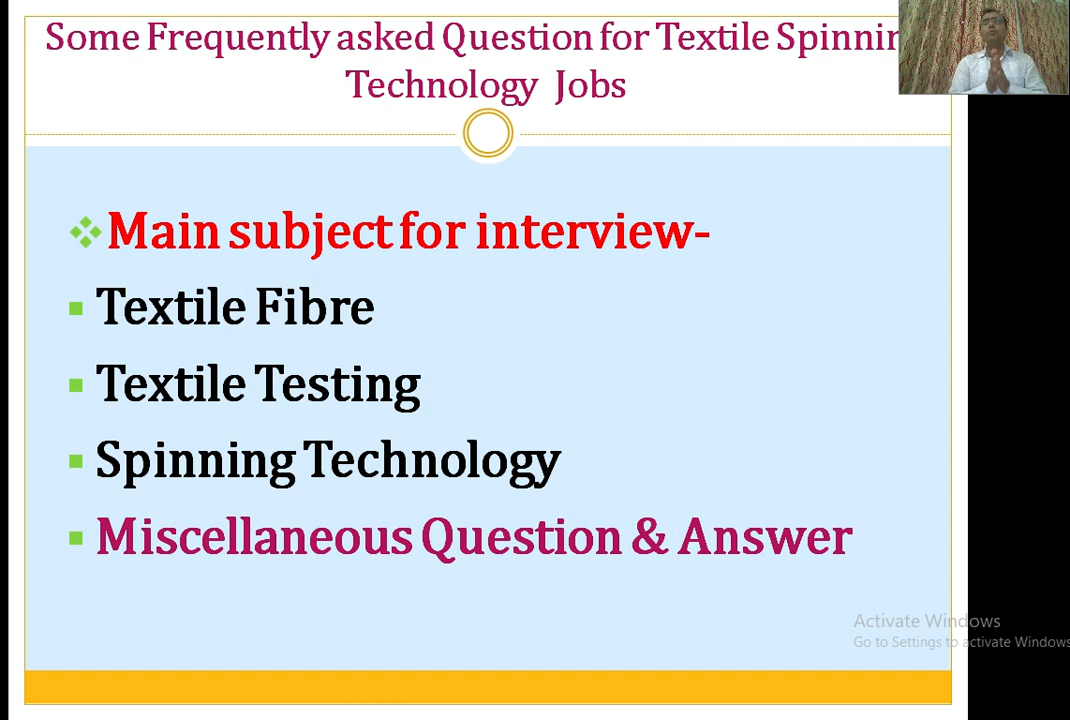 Some Frequently asked Question for Textile Spinnin
Technology Jobs
Main subject for interview-
Textile Fibre
Textile Testing
Spinning Technology
Miscellaneous Question & Answer
Activate Windows
Go to Settings to activate Windows